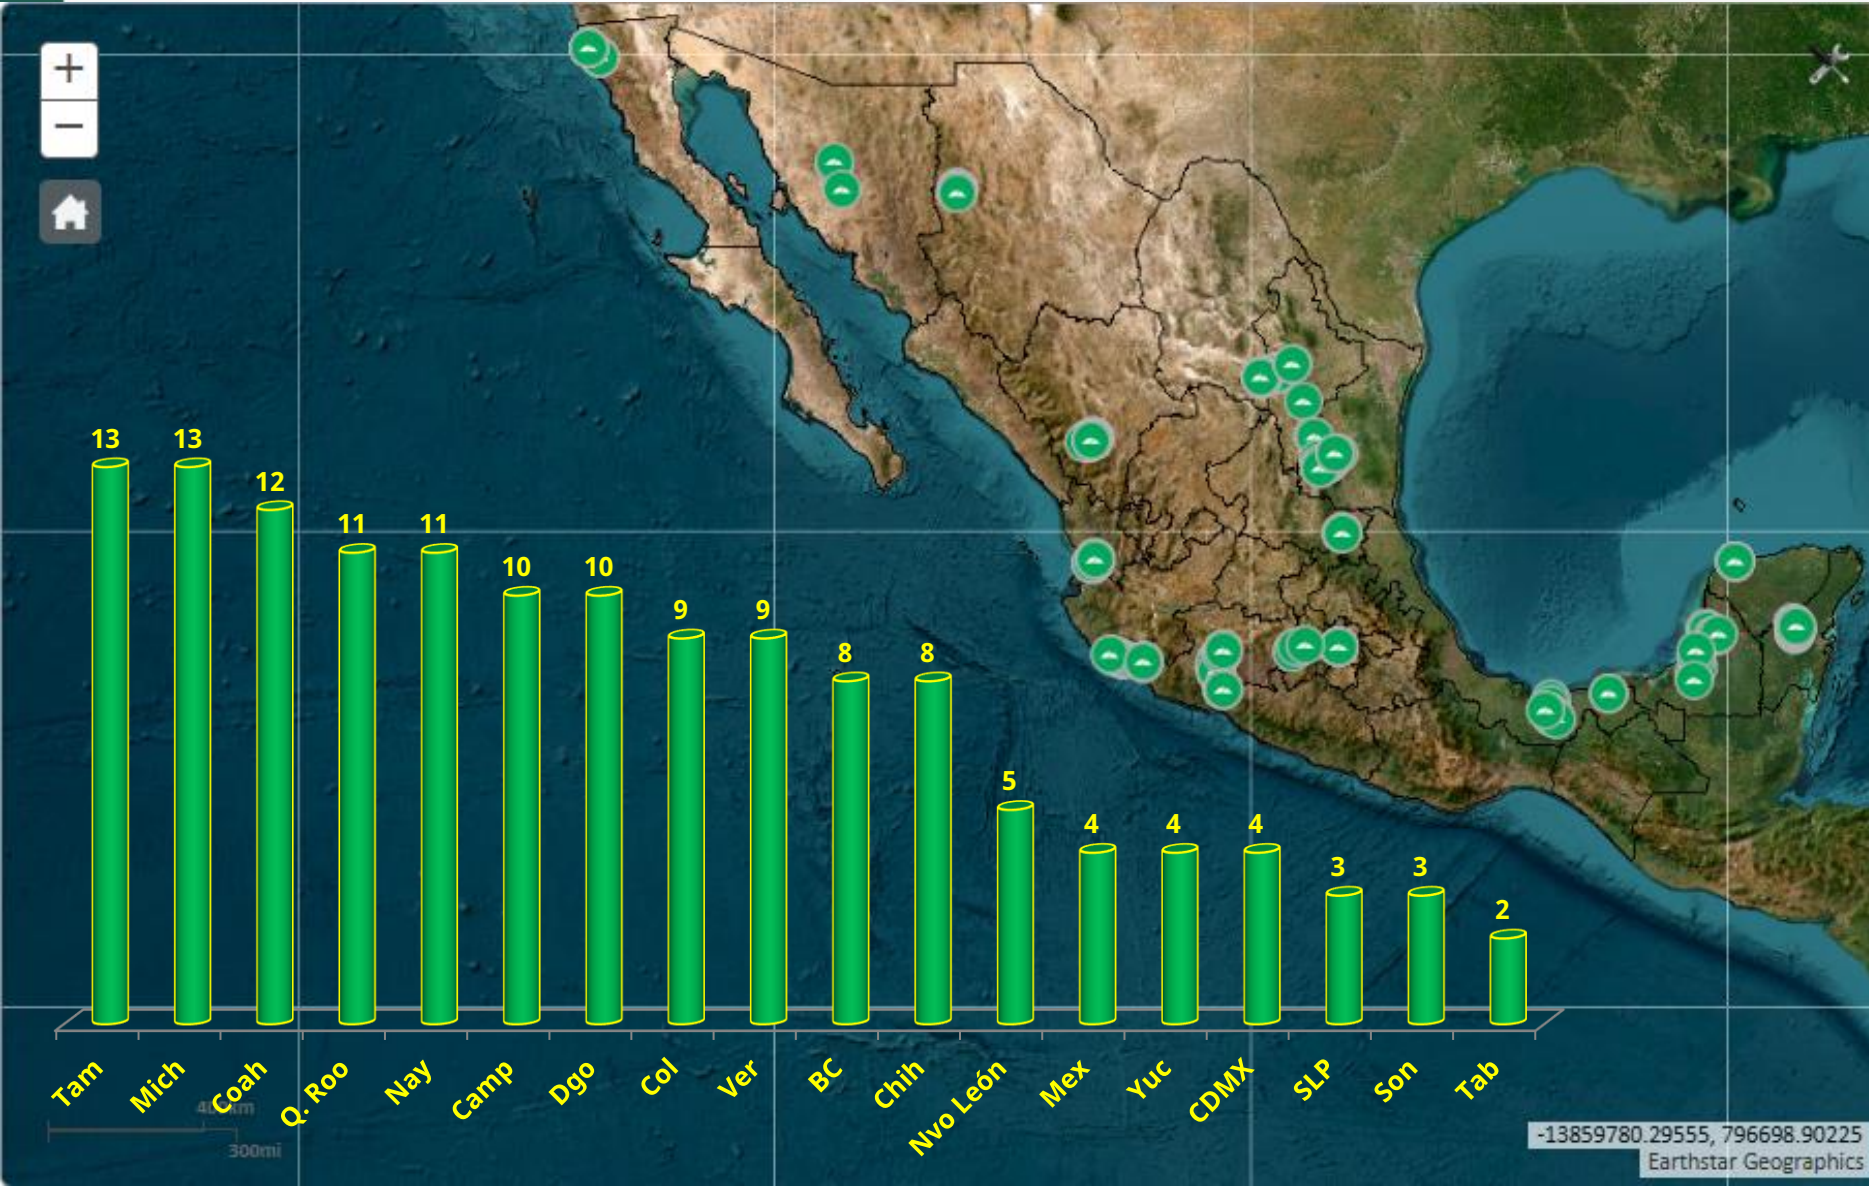 +
−
13
13
12
11
11
10
10
9
9
8
8
5
4
4
4
3
3
2
Tam
Mich
Coah
Q. Roo
Nay
Camp
Dgo
Col
Ver
BC
Chih
Nvo León
Mex
Yuc
CDMX
SLP
Son
Tab
400km
300mi
-13859780.29555, 796698.90225
Earthstar Geographics